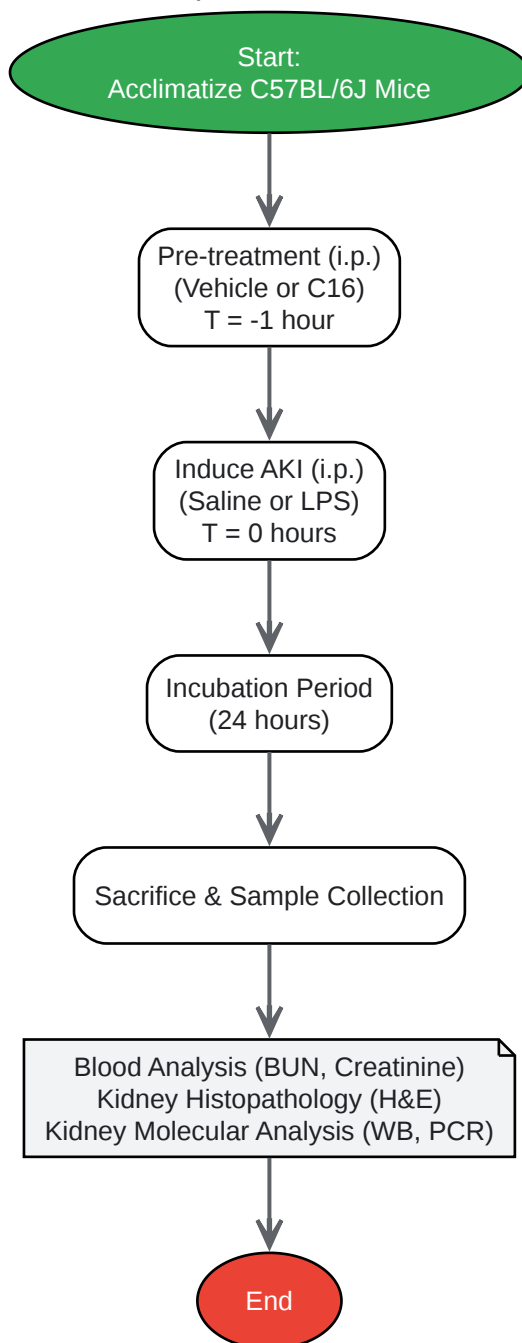 Start:
Acclimatize C57BL/6J Mice
Pre-treatment (i.p.)
(Vehicle or C16)
T = -1 hour
Induce AKI (i.p.)
(Saline or LPS)
T = 0 hours
Incubation Period
(24 hours)
Sacrifice & Sample Collection
Blood Analysis (BUN, Creatinine)
Kidney Histopathology (H&E)
Kidney Molecular Analysis (WB, PCR)
End